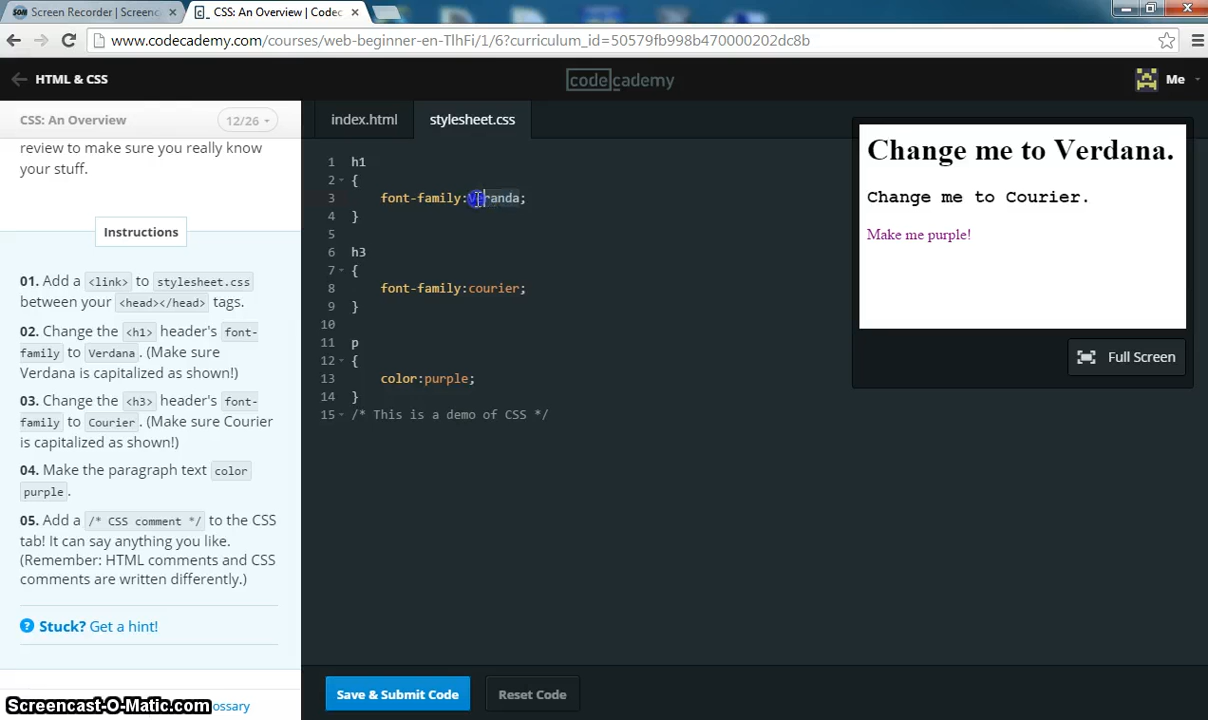 Screen Recorder | Screenc
CSS: An Overview | Codec
www.codecademy.com/courses/web-beginner-en-TlhFi/1/6?curriculum_id=50579fb998b470000202dc8b
HTML & CSS
codecademy
Me
CSS: An Overview
12/26
review to make sure you really know
your stuff.
Instructions
01. Add a <link> to stylesheet.css
between your <head></head> tags.
02. Change the <h1> header's font-
family to Verdana. (Make sure
Verdana is capitalized as shown!)
03. Change the <h3> header's font-
family to Courier. (Make sure Courier
is capitalized as shown!)
04. Make the paragraph text color
purple.
05. Add a /* CSS comment */ to the CSS
tab! It can say anything you like.
(Remember: HTML comments and CSS
comments are written differently.)
? Stuck? Get a hint!
ossary
index.html
stylesheet.css
1 h1
2 {
3 font-family:Veranda;
4 }
5
6 h3
7 {
8 font-family:courier;
9 }
10
11 p
12 {
13 color:purple;
14 }
15 /* This is a demo of CSS */
Change me to Verdana.
Change me to Courier.
Make me purple!
Full Screen
Save & Submit Code
Reset Code
Screencast-O-Matic.com